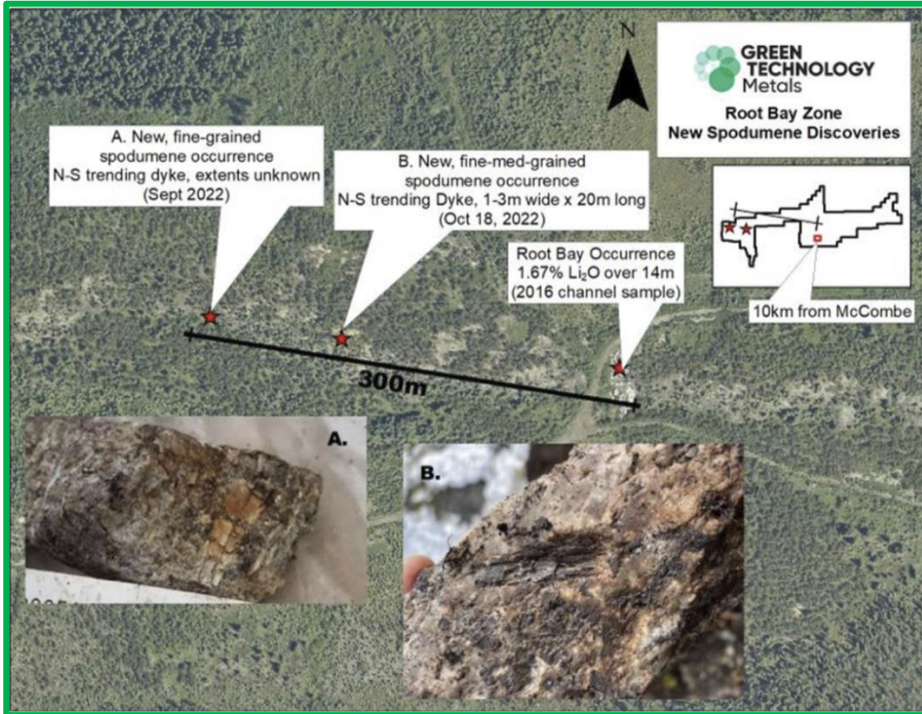 N
GREEN
TECHNOLOGY
Metals
Root Bay Zone
New Spodumene Discoveries
A. New, fine-grained
spodumene occurrence
N-S trending dyke, extents unknown
(Sept 2022)
B. New, fine-med-grained
spodumene occurrence
N-S trending Dyke, 1-3m wide x 20m long
(Oct 18, 2022)
Root Bay Occurrence
1.67% Li₂O over 14m
(2016 channel sample)
10km from McCombe
300m
A.
B.